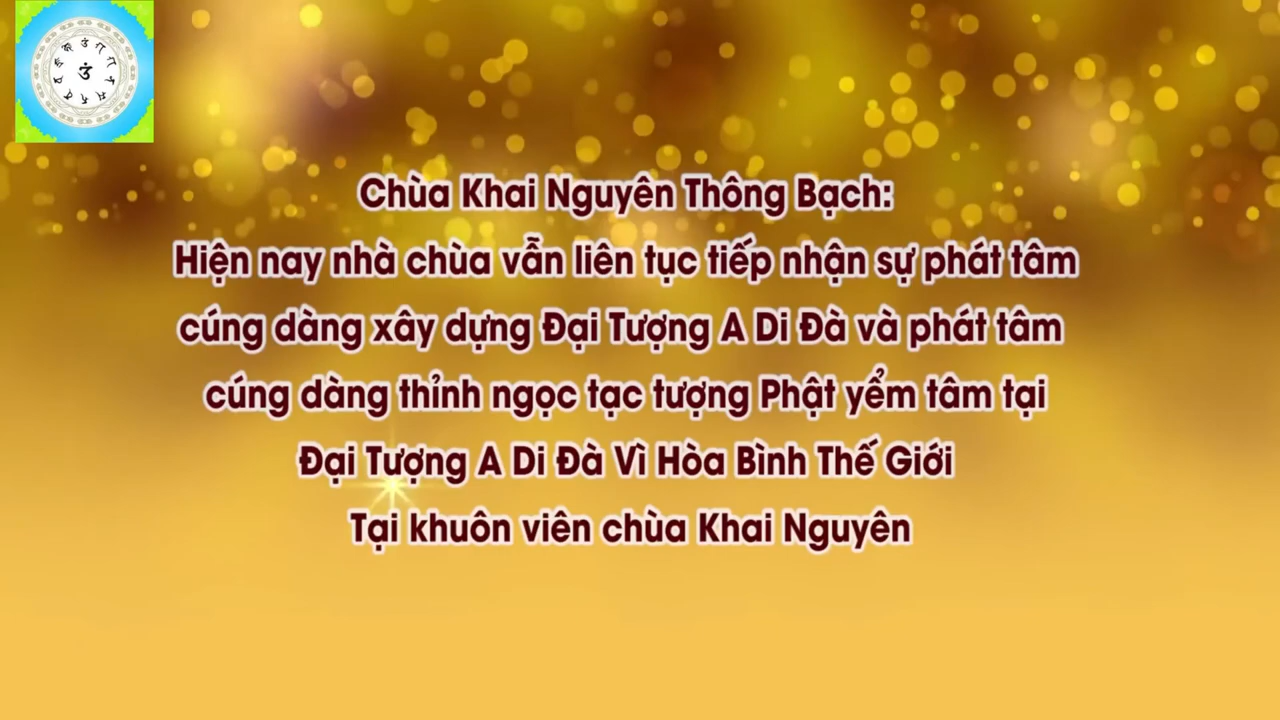 Chùa Khai Nguyên Thông Bạch:
Hiện nay nhà chùa vẫn liên tục tiếp nhận sự phát tâm
cúng dàng xây dựng Đại Tượng A Di Đà và phát tâm
cúng dàng thỉnh ngọc tạc tượng Phật yểm tâm tại
Đại Tượng A Di Đà Vì Hòa Bình Thế Giới
Tại khuôn viên chùa Khai Nguyên